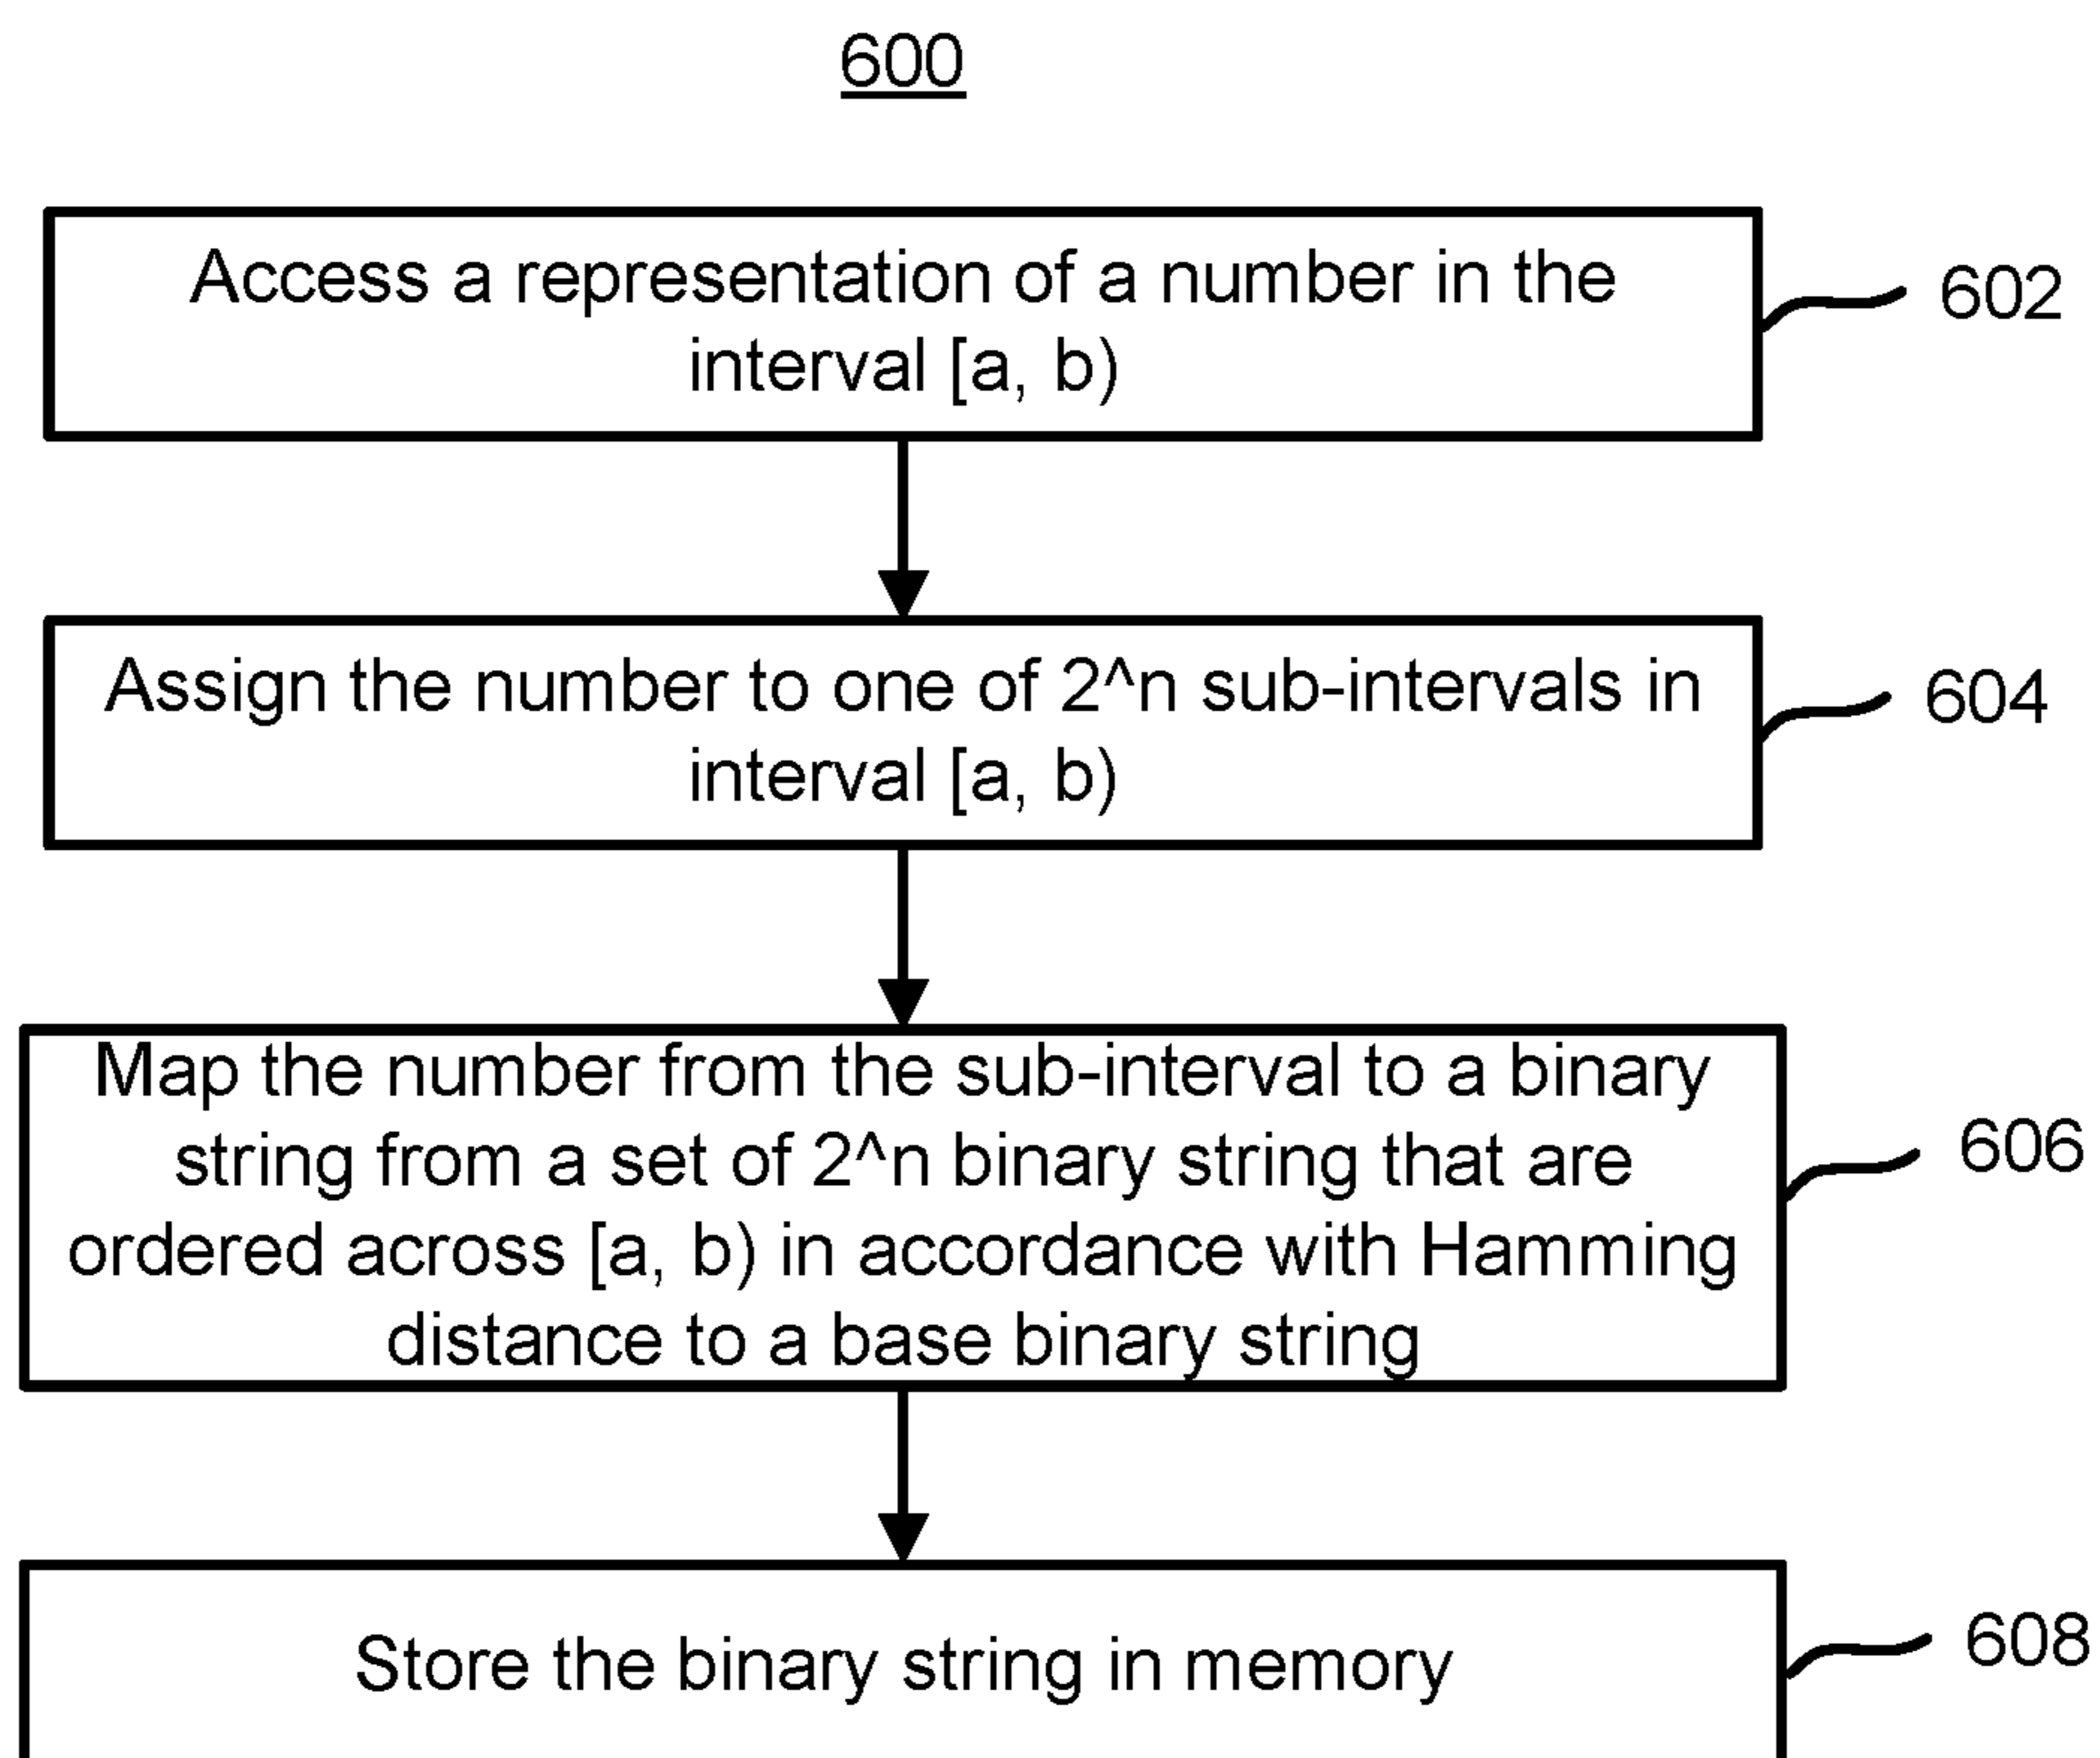 600
Access a representation of a number in the
interval [a, b)
602
Assign the number to one of 2^n sub-intervals in
interval [a, b)
604
Map the number from the sub-interval to a binary
string from a set of 2^n binary string that are
ordered across [a, b) in accordance with Hamming
distance to a base binary string
606
Store the binary string in memory
608